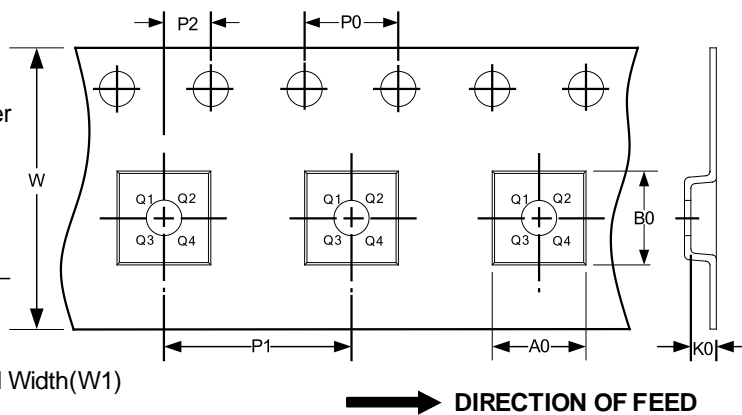 P2
P0
er
W
Q1 Q2
Q3 Q4
Q1 Q2
Q3 Q4
Q1 Q2
Q3 Q4
B0
P1
A0
K0
Width(W1)
DIRECTION OF FEED